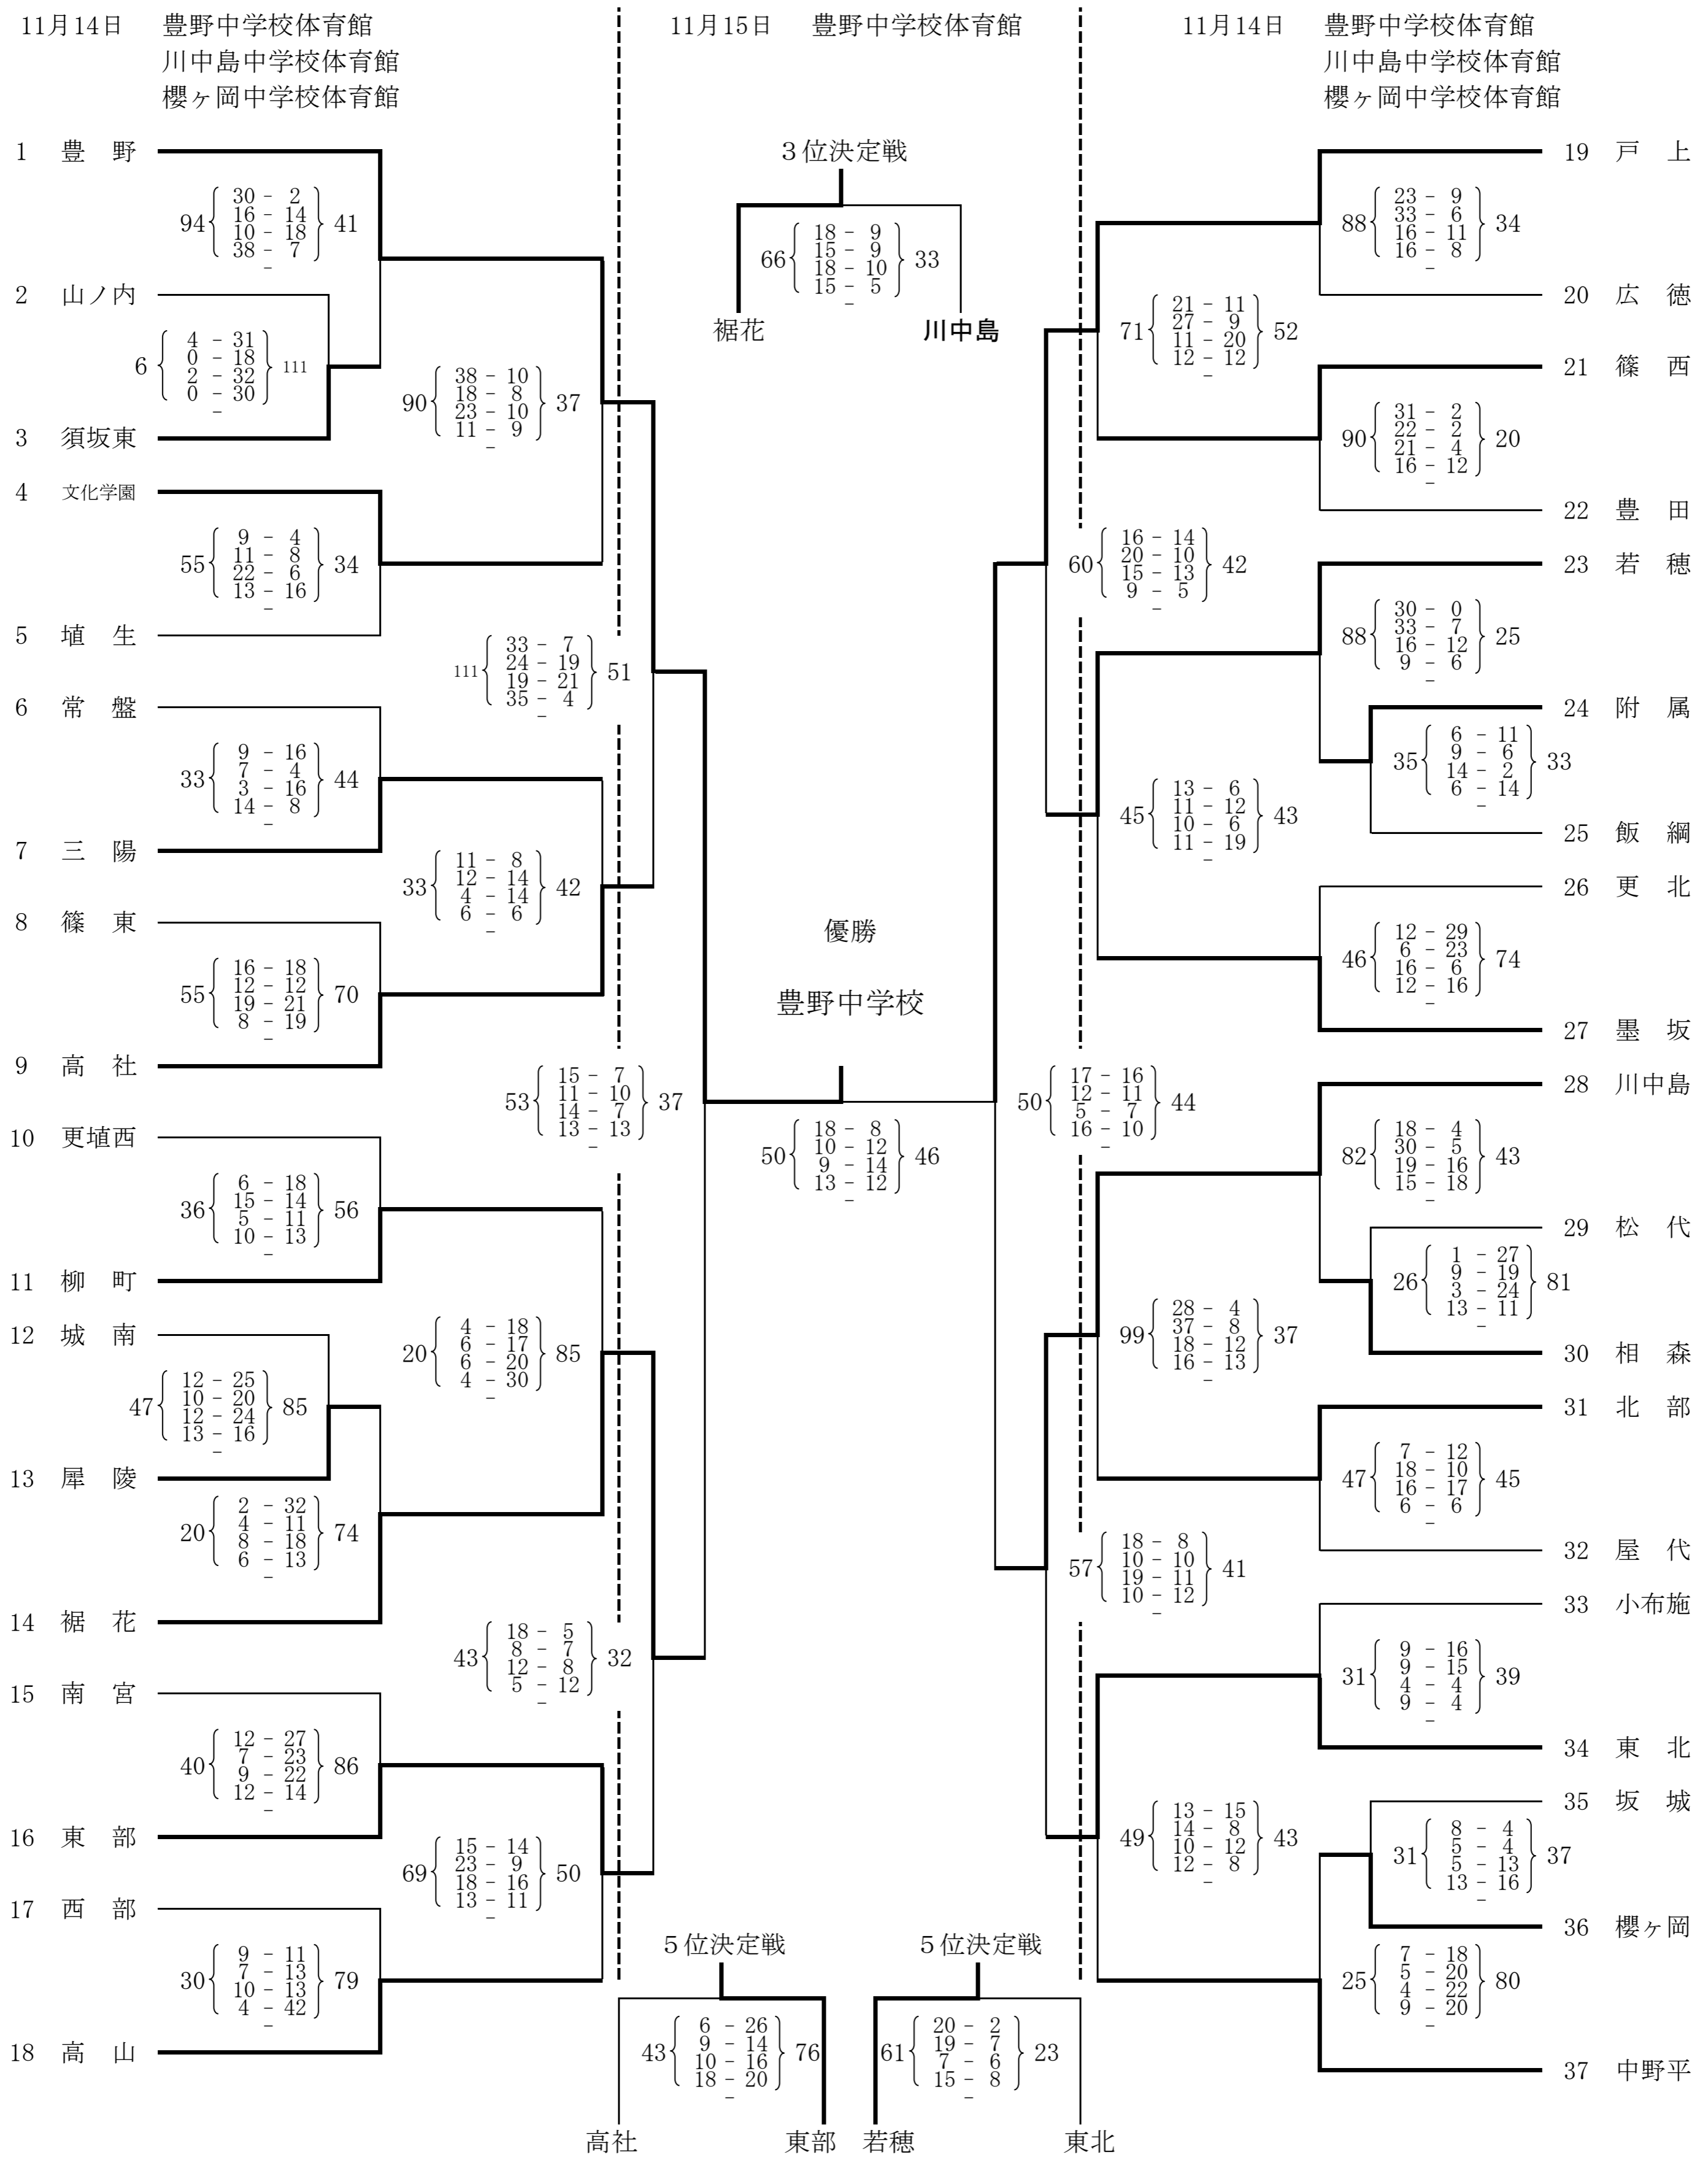 11月14日 豊野中学校体育館
川中島中学校体育館
櫻ヶ岡中学校体育館
11月15日 豊野中学校体育館
11月14日 豊野中学校体育館
川中島中学校体育館
櫻ヶ岡中学校体育館
1 豊 野
94 41
30 - 2
16 - 14
10 - 18
38 - 7
-
2 山ノ内
6 111
4 - 31
0 - 18
2 - 32
0 - 30
-
3 須坂東
90 37
38 - 10
18 - 8
23 - 10
11 - 9
-
4 文化学園
55 34
9 - 4
11 - 8
22 - 6
13 - 16
-
5 埴 生
111 51
33 - 7
24 - 19
19 - 21
35 - 4
-
6 常 盤
33 44
9 - 16
7 - 4
3 - 16
14 - 8
-
7 三 陽
33 42
11 - 8
12 - 14
4 - 14
6 - 6
-
8 篠 東
55 70
16 - 18
12 - 12
19 - 21
8 - 19
-
9 高 社
53 37
15 - 7
11 - 10
14 - 7
13 - 13
-
10 更埴西
36 56
6 - 18
15 - 14
5 - 11
10 - 13
-
11 柳 町
20 85
4 - 18
6 - 17
6 - 20
4 - 30
-
12 城 南
47 85
12 - 25
10 - 20
12 - 24
13 - 16
-
13 犀 陵
20 74
2 - 32
4 - 11
8 - 18
6 - 13
-
14 裾 花
43 32
18 - 5
8 - 7
12 - 8
5 - 12
-
15 南 宮
40 86
12 - 27
7 - 23
9 - 22
12 - 14
-
16 東 部
69 50
15 - 14
23 - 9
18 - 16
13 - 11
-
17 西 部
30 79
9 - 11
7 - 13
10 - 13
4 - 42
-
18 高 山
３位決定戦
66 33
18 - 9
15 - 9
18 - 10
15 - 5
-
裾花 川中島
優勝
豊野中学校
50 46
18 - 8
10 - 12
9 - 14
13 - 12
-
５位決定戦
43 76
6 - 26
9 - 14
10 - 16
18 - 20
-
高社 東部
５位決定戦
61 23
20 - 2
19 - 7
7 - 6
15 - 8
-
若穂 東北
19 戸 上
88 34
23 - 9
33 - 6
16 - 11
16 - 8
-
20 広 徳
71 52
21 - 11
27 - 9
11 - 20
12 - 12
-
21 篠 西
90 20
31 - 2
22 - 2
21 - 4
16 - 12
-
22 豊 田
60 42
16 - 14
20 - 10
15 - 13
9 - 5
-
23 若 穂
88 25
30 - 0
33 - 7
16 - 12
9 - 6
-
24 附 属
35 33
6 - 11
9 - 6
14 - 2
6 - 14
-
25 飯 綱
45 43
13 - 6
11 - 12
10 - 6
11 - 19
-
26 更 北
46 74
12 - 29
6 - 23
16 - 6
12 - 16
-
27 墨 坂
50 44
17 - 16
12 - 11
5 - 7
16 - 10
-
28 川中島
82 43
18 - 4
30 - 5
19 - 16
15 - 18
-
29 松 代
26 81
1 - 27
9 - 19
3 - 24
13 - 11
-
30 相 森
99 37
28 - 4
37 - 8
18 - 12
16 - 13
-
31 北 部
47 45
7 - 12
18 - 10
16 - 17
6 - 6
-
32 屋 代
57 41
18 - 8
10 - 10
19 - 11
10 - 12
-
33 小布施
31 39
9 - 16
9 - 15
4 - 4
9 - 4
-
34 東 北
49 43
13 - 15
14 - 8
10 - 12
12 - 8
-
35 坂 城
31 37
8 - 4
5 - 4
5 - 13
13 - 16
-
36 櫻ヶ岡
25 80
7 - 18
5 - 20
4 - 22
9 - 20
-
37 中野平